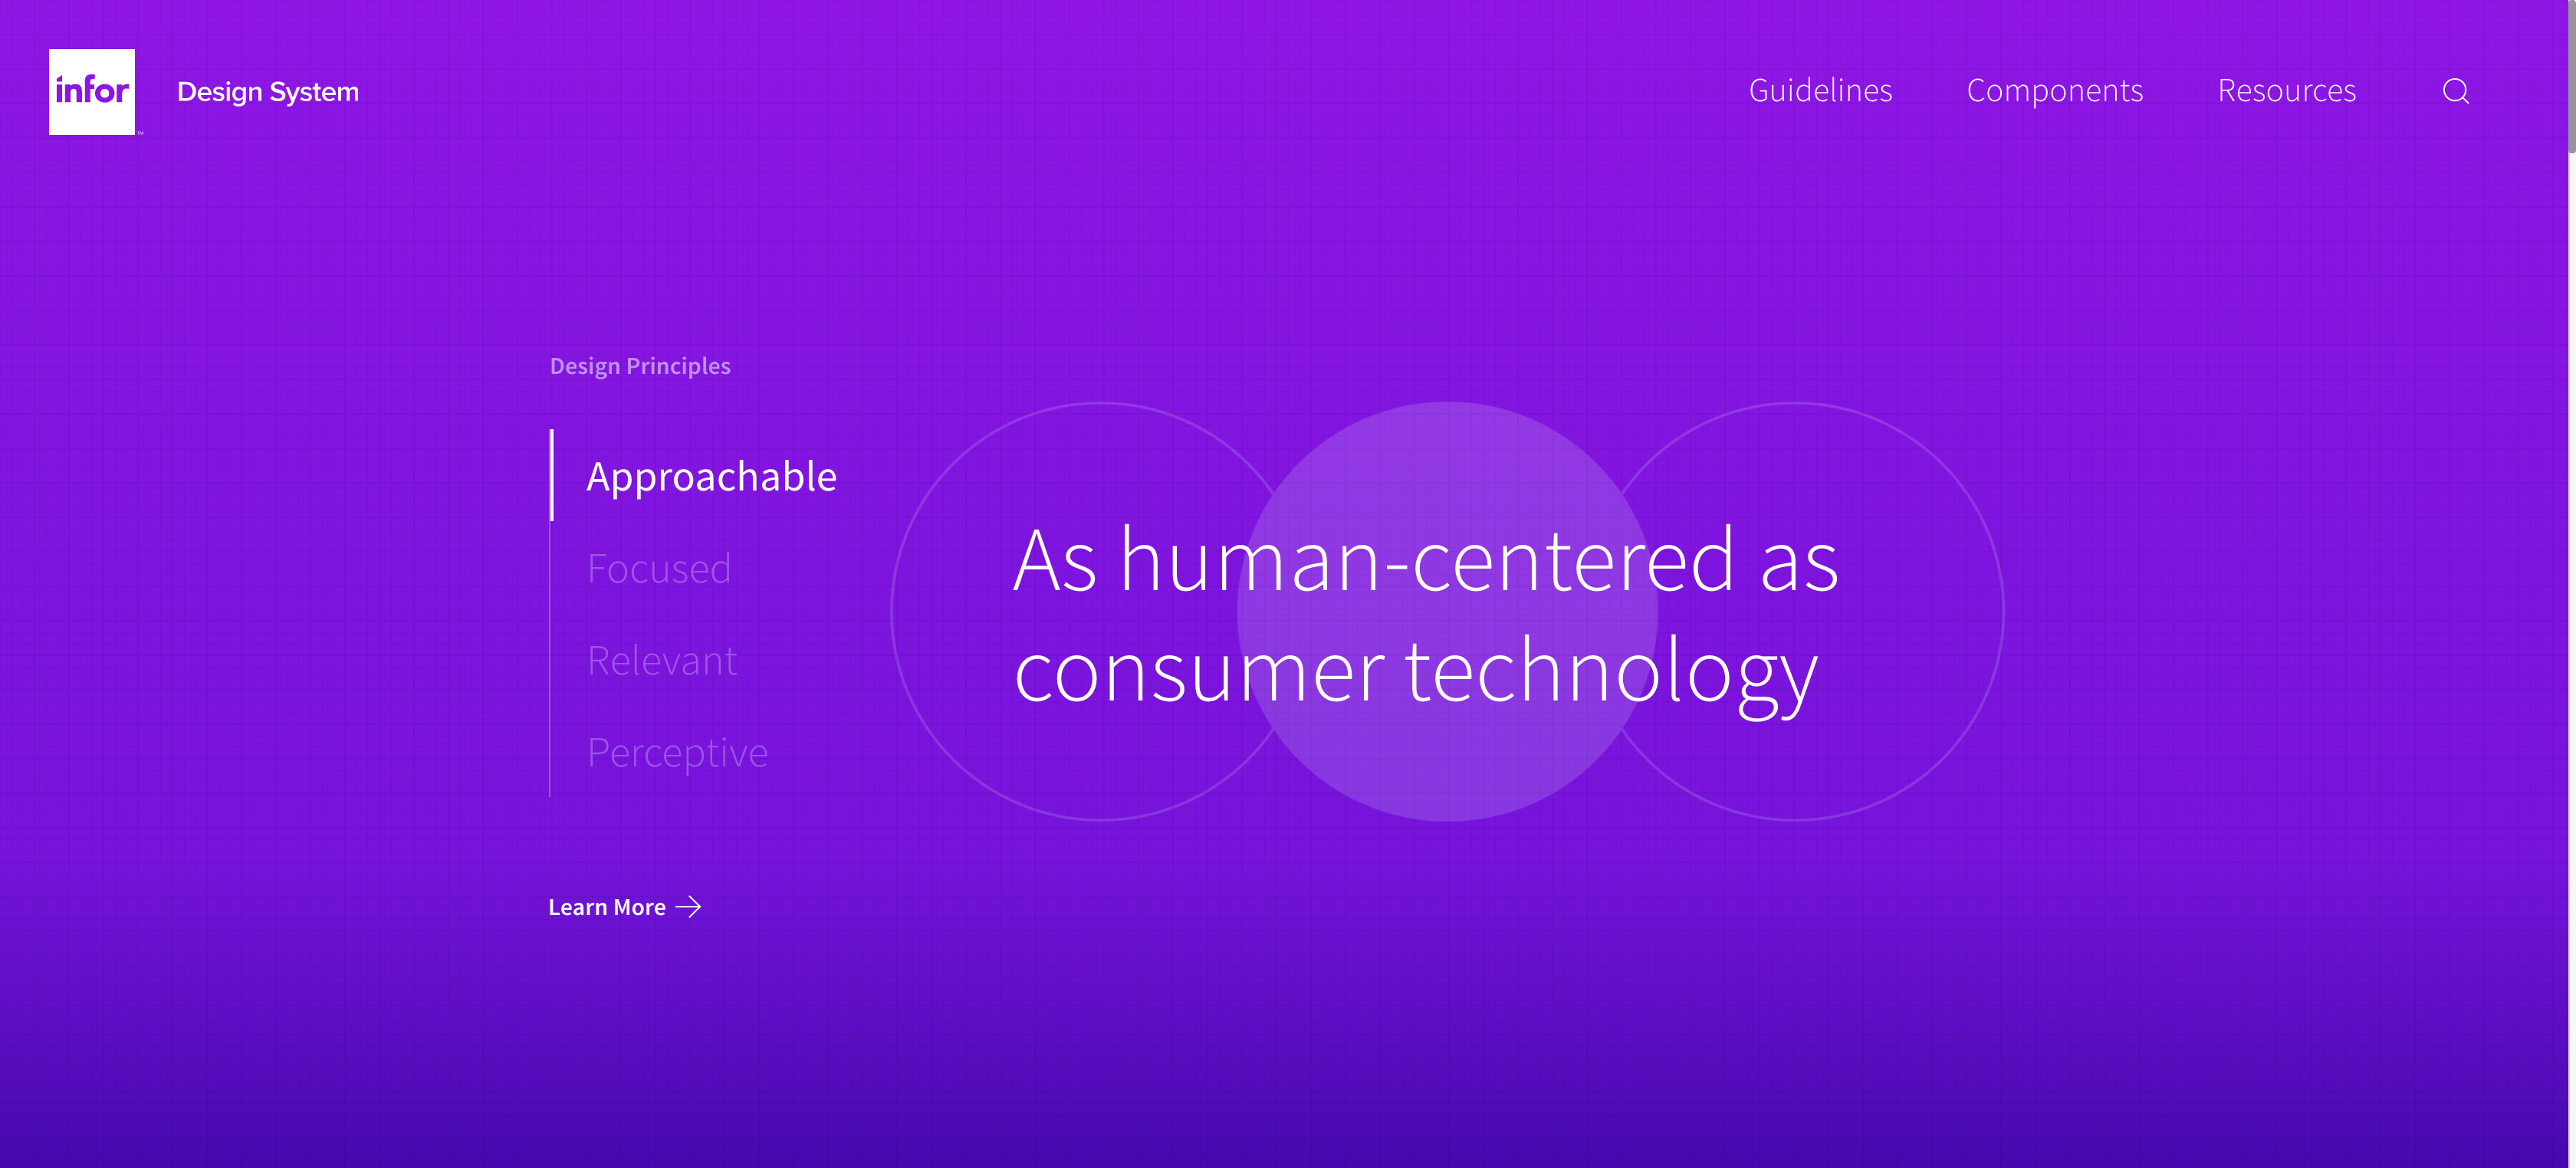 infor
™
Design System
Guidelines
Components
Resources
Design Principles
Approachable
Focused
Relevant
Perceptive
As human-centered as
consumer technology
Learn More